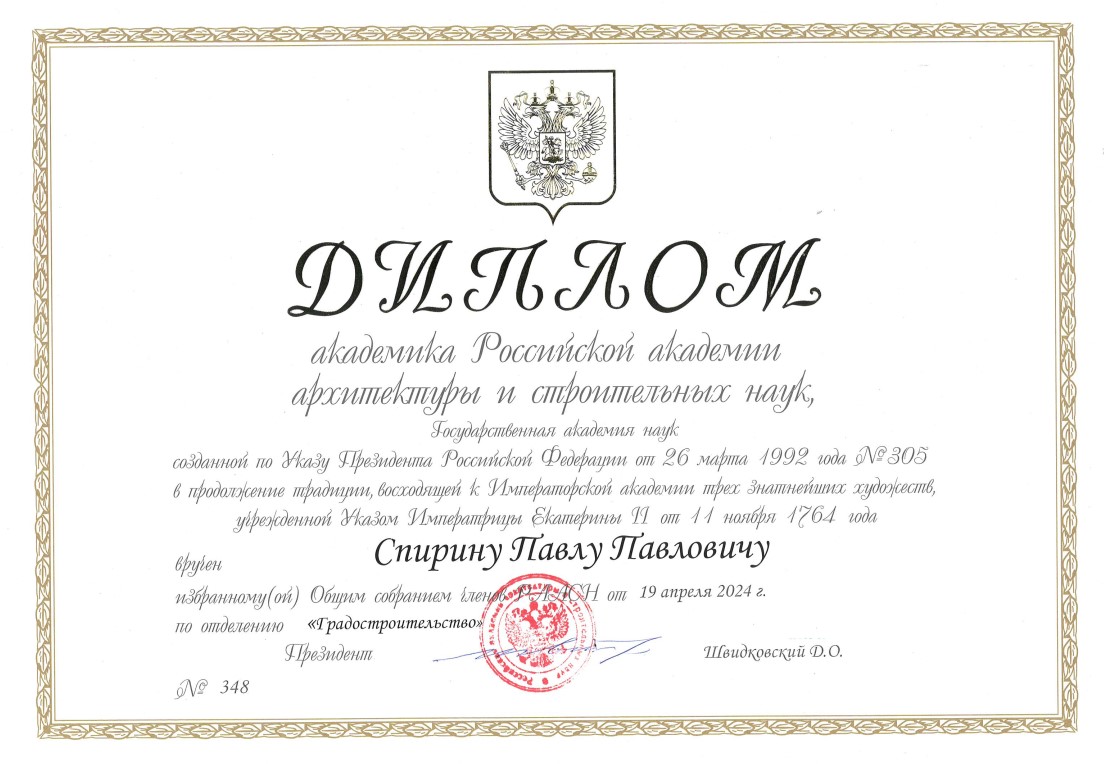 ДИПЛОМ
академика Российской академии
архитектуры и строительных наук,
Государственная академия наук
созданной по Указу Президента Российской Федерации от 26 марта 1992 года №305
в продолжение традиции, восходящей к Императорской академии трех знатнейших художеств,
учрежденной Указом Императрицы Екатерины II от 11 ноября 1764 года
вручен Спирину Павлу Павловичу
избранному(ой) Общим собранием членов РААСН от 19 апреля 2024 г.
по отделению «Градостроительство»
Президент Швидковский Д.О.
№ 348